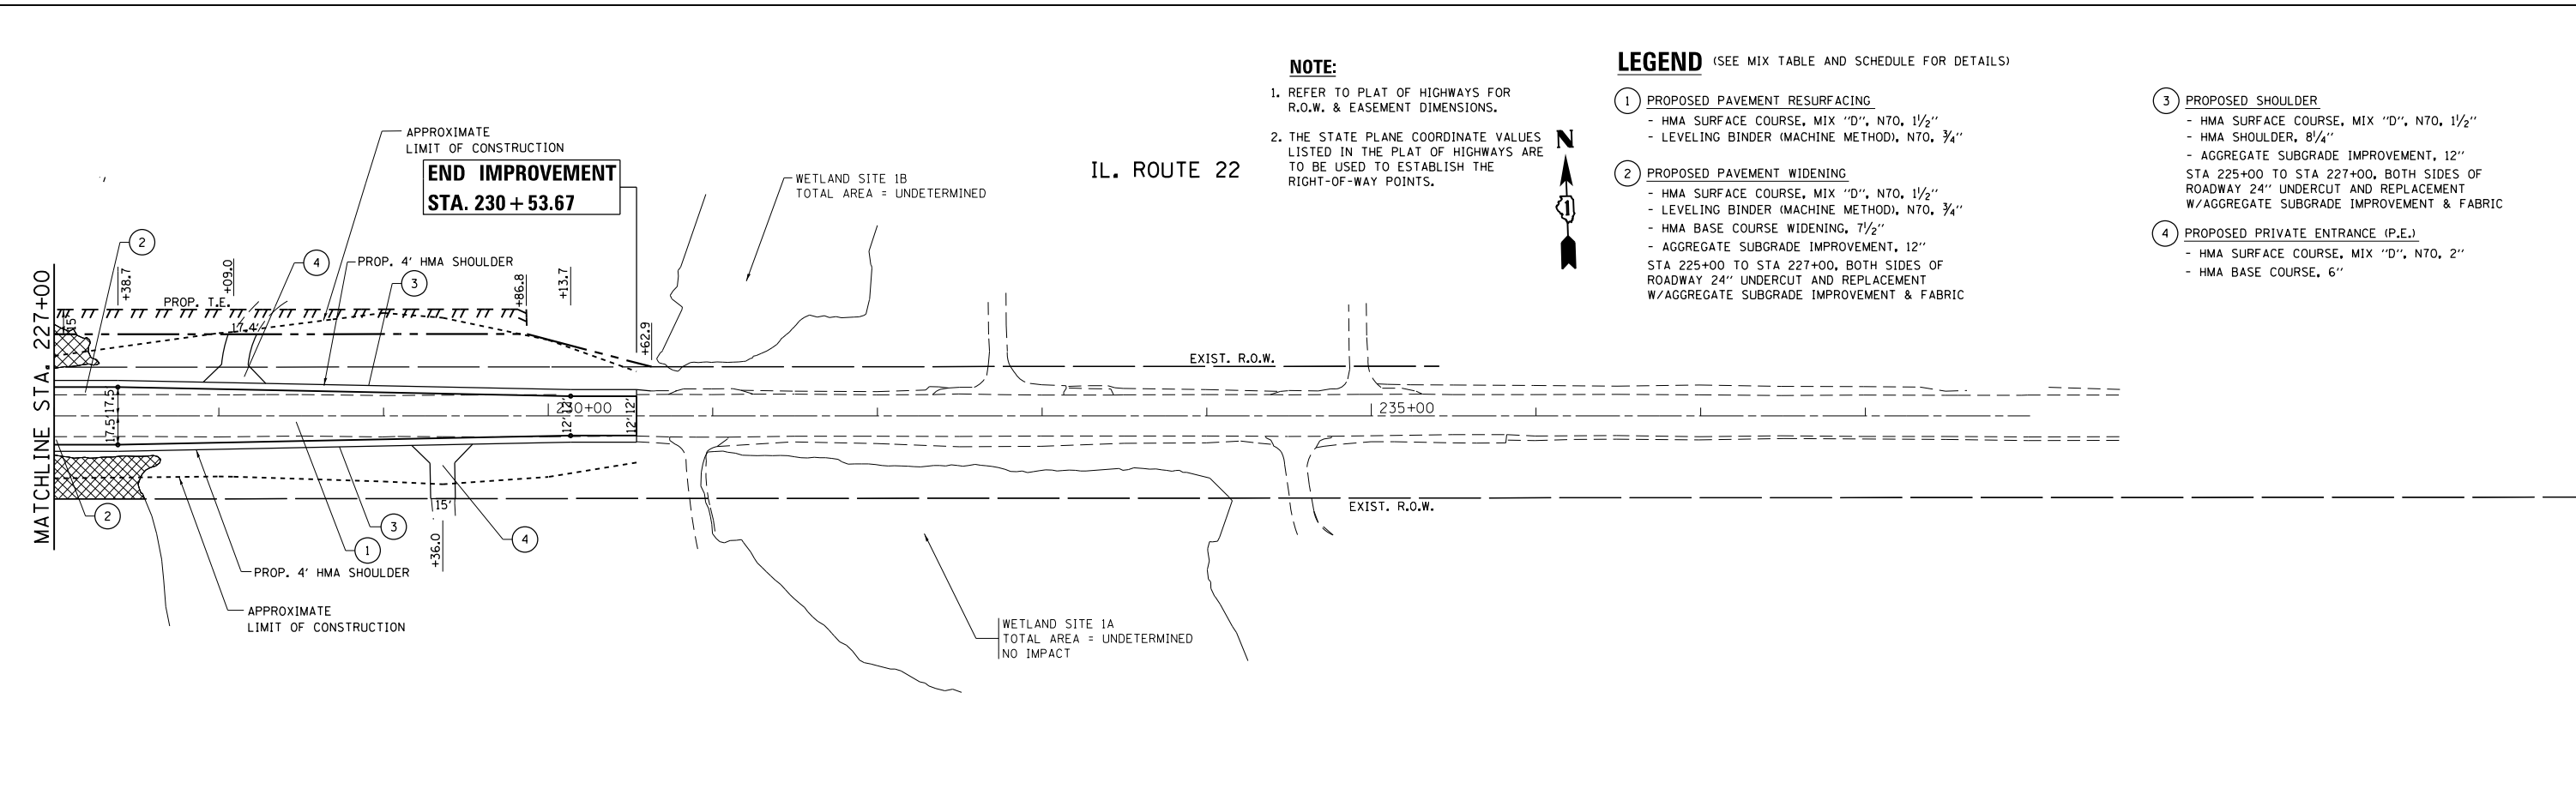 NOTE:
1. REFER TO PLAT OF HIGHWAYS FOR
R.O.W. & EASEMENT DIMENSIONS.
2. THE STATE PLANE COORDINATE VALUES
LISTED IN THE PLAT OF HIGHWAYS ARE
TO BE USED TO ESTABLISH THE
RIGHT-OF-WAY POINTS.
N
1
LEGEND (SEE MIX TABLE AND SCHEDULE FOR DETAILS)
1 PROPOSED PAVEMENT RESURFACING
- HMA SURFACE COURSE, MIX "D", N70, 1½"
- LEVELING BINDER (MACHINE METHOD), N70, ¾"
2 PROPOSED PAVEMENT WIDENING
- HMA SURFACE COURSE, MIX "D", N70, 1½"
- LEVELING BINDER (MACHINE METHOD), N70, ¾"
- HMA BASE COURSE WIDENING, 7½"
- AGGREGATE SUBGRADE IMPROVEMENT, 12"
STA 225+00 TO STA 227+00, BOTH SIDES OF
ROADWAY 24" UNDERCUT AND REPLACEMENT
W/AGGREGATE SUBGRADE IMPROVEMENT & FABRIC
3 PROPOSED SHOULDER
- HMA SURFACE COURSE, MIX "D", N70, 1½"
- HMA SHOULDER, 8¼"
- AGGREGATE SUBGRADE IMPROVEMENT, 12"
STA 225+00 TO STA 227+00, BOTH SIDES OF
ROADWAY 24" UNDERCUT AND REPLACEMENT
W/AGGREGATE SUBGRADE IMPROVEMENT & FABRIC
4 PROPOSED PRIVATE ENTRANCE (P.E.)
- HMA SURFACE COURSE, MIX "D", N70, 2"
- HMA BASE COURSE, 6"
IL. ROUTE 22
APPROXIMATE
LIMIT OF CONSTRUCTION
END IMPROVEMENT
STA. 230+53.67
WETLAND SITE 1B
TOTAL AREA = UNDETERMINED
2
4
PROP. 4' HMA SHOULDER
3
+38.7
+09.0
+86.8
+13.7
+62.9
PROP. T.E.
15'
17.4'
EXIST. R.O.W.
MATCHLINE STA. 227+00
17.5'
17.5'
230+00
12'
12'
12'
12'
235+00
EXIST. R.O.W.
15'
+36.0
2
3
1
4
PROP. 4' HMA SHOULDER
APPROXIMATE
LIMIT OF CONSTRUCTION
WETLAND SITE 1A
TOTAL AREA = UNDETERMINED
NO IMPACT